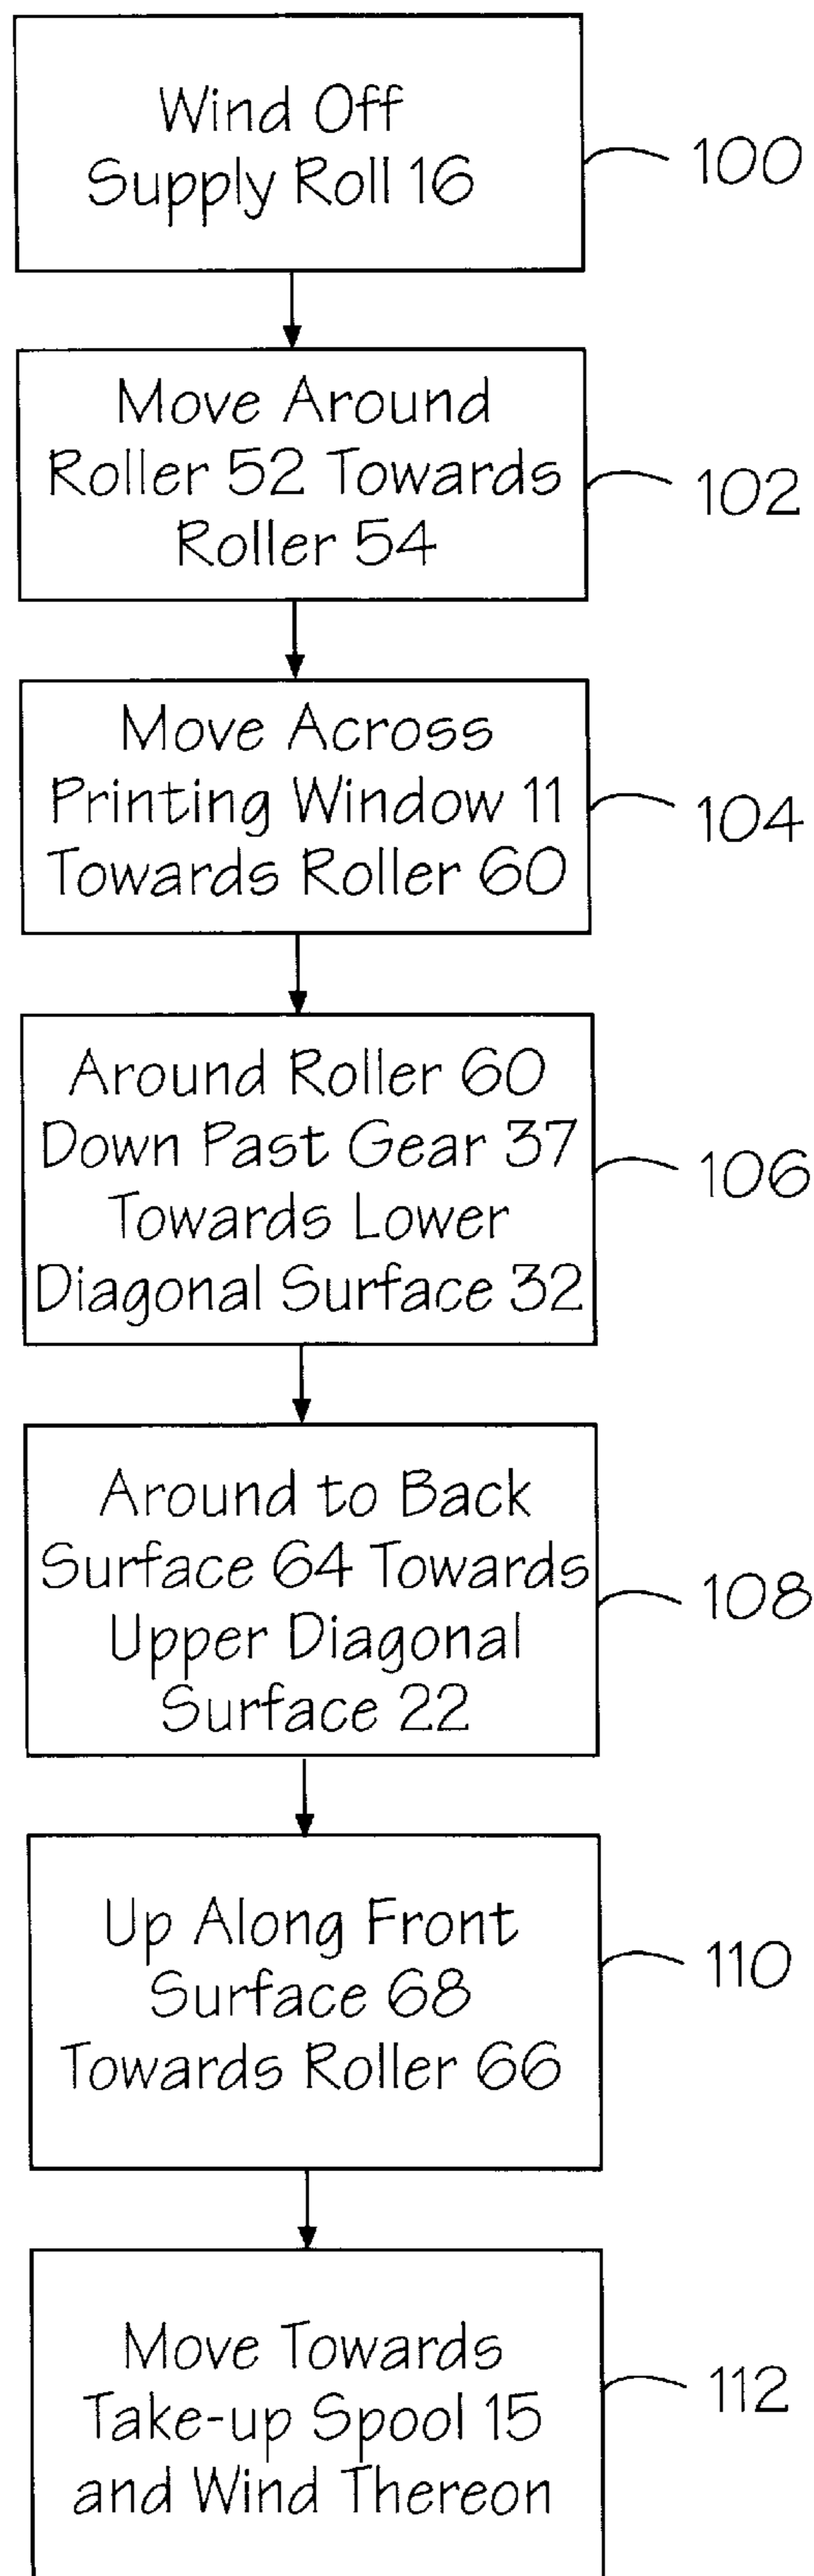 Wind Off
Supply Roll 16
100
Move Around
Roller 52 Towards
Roller 54
102
Move Across
Printing Window 11
Towards Roller 60
104
Around Roller 60
Down Past Gear 37
Towards Lower
Diagonal Surface 32
106
Around to Back
Surface 64 Towards
Upper Diagonal
Surface 22
108
Up Along Front
Surface 68
Towards Roller 66
110
Move Towards
Take-up Spool 15
and Wind Thereon
112